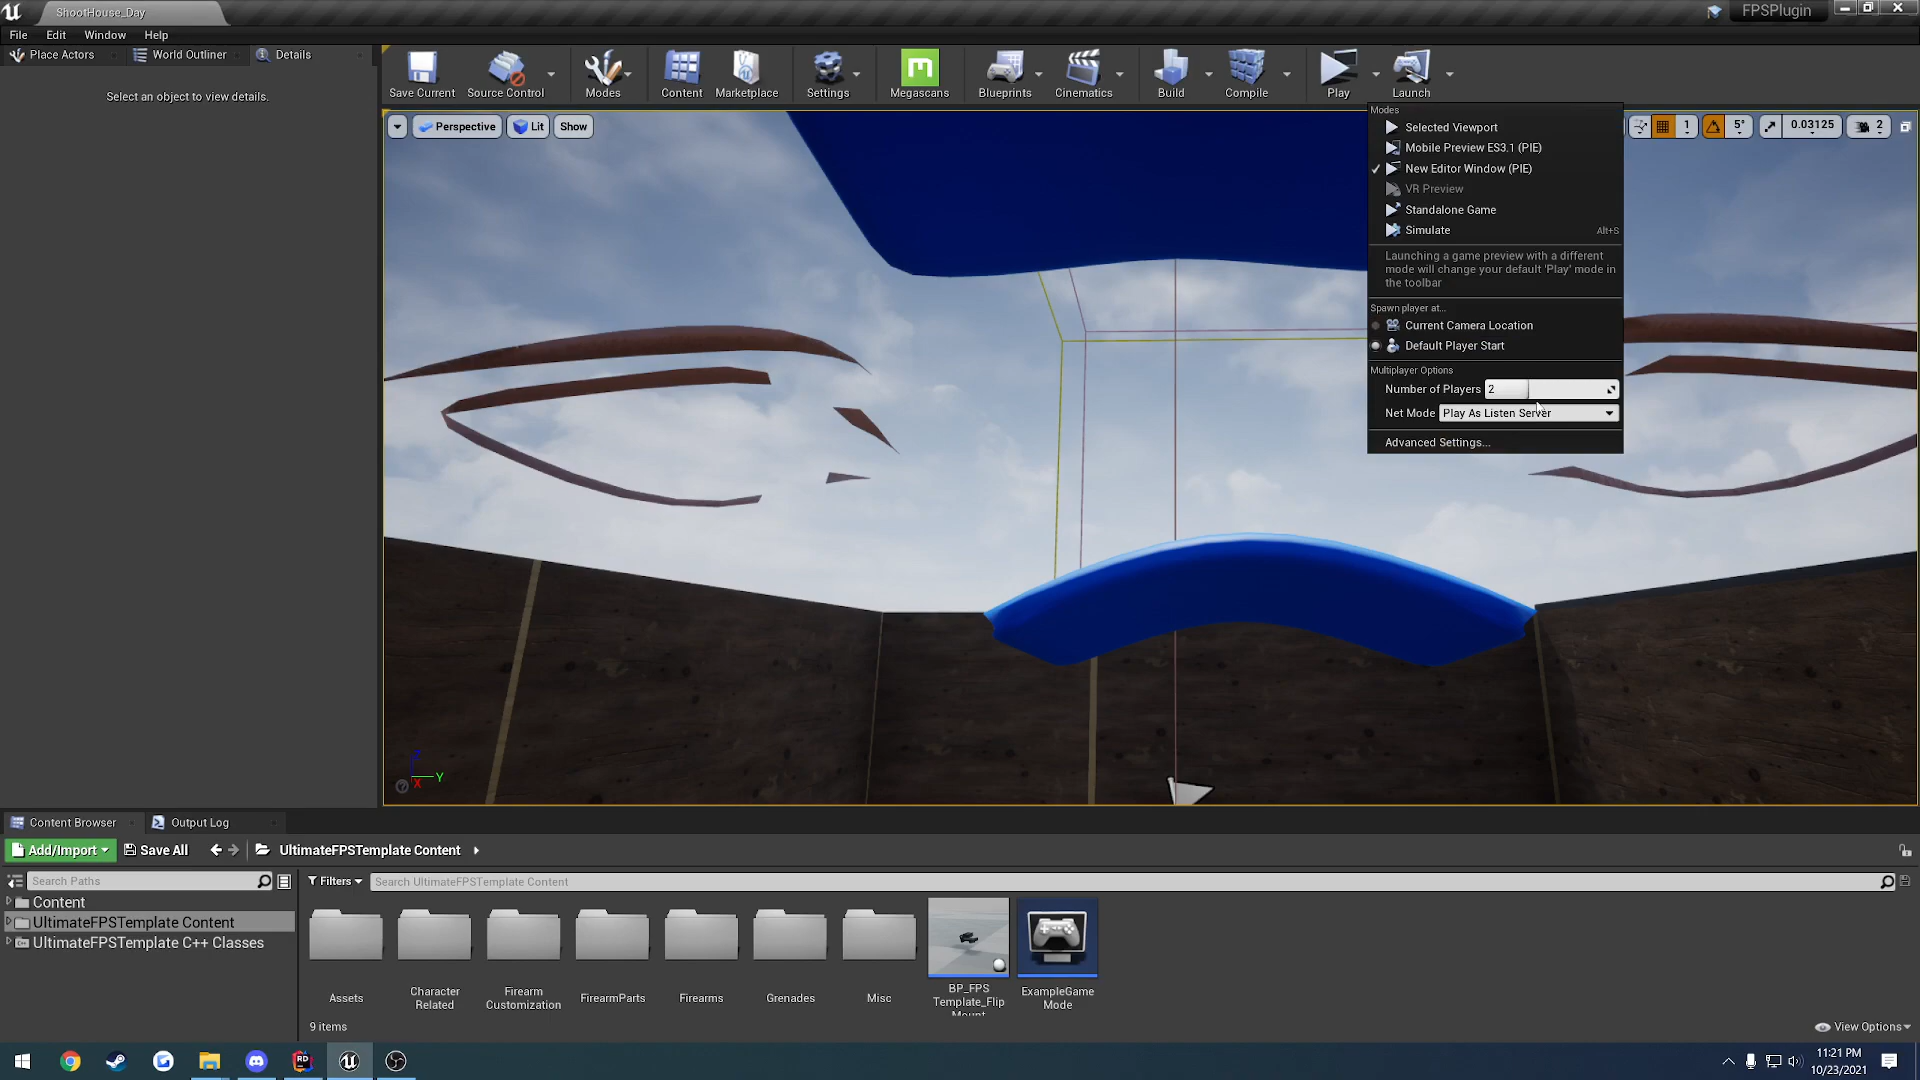 ShootHouse_Day
FPSPlugin
File Edit Window Help
Place Actors World Outliner Details
Select an object to view details.
Save Current Source Control Modes Content Marketplace Settings Megascans Blueprints Cinematics Build Compile Play Launch
Perspective Lit Show
1 5° 0.03125 2
Modes
Selected Viewport
Mobile Preview ES3.1 (PIE)
New Editor Window (PIE)
VR Preview
Standalone Game
Simulate Alt+S
Launching a game preview with a different
mode will change your default 'Play' mode in
the toolbar
Spawn player at...
Current Camera Location
Default Player Start
Multiplayer Options
Number of Players 2
Net Mode Play As Listen Server
Advanced Settings...
Y
X
Content Browser Output Log
Add/Import Save All UltimateFPSTemplate Content
Search Paths
Filters Search UltimateFPSTemplate Content
Content
UltimateFPSTemplate Content
UltimateFPSTemplate C++ Classes
Assets
Character
Related
Firearm
Customization
FirearmParts
Firearms
Grenades
Misc
BP_FPS
Template_Flip
Mount
ExampleGame
Mode
9 items
View Options
RD
11:21 PM
10/23/2021